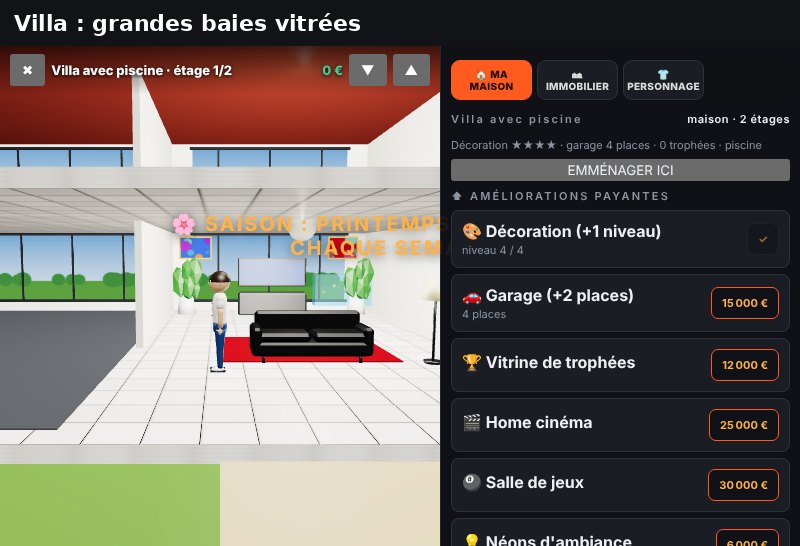 Villa : grandes baies vitrées
✖ Villa avec piscine · étage 1/2 0 € ▼ ▲
🌸 SAISON : PRINTEMPS
CHAQUE SEMA
🏠 MA MAISON
🏘 IMMOBILIER
👕 PERSONNAGE
Villa avec piscine maison · 2 étages
Décoration ★★★★ · garage 4 places · 0 trophées · piscine
EMMÉNAGER ICI
⬆ AMÉLIORATIONS PAYANTES
🎨 Décoration (+1 niveau) ✓
niveau 4 / 4
🚗 Garage (+2 places) 15 000 €
4 places
🏆 Vitrine de trophées 12 000 €
🎬 Home cinéma 25 000 €
🎱 Salle de jeux 30 000 €
💡 Néons d'ambiance 6 000 €